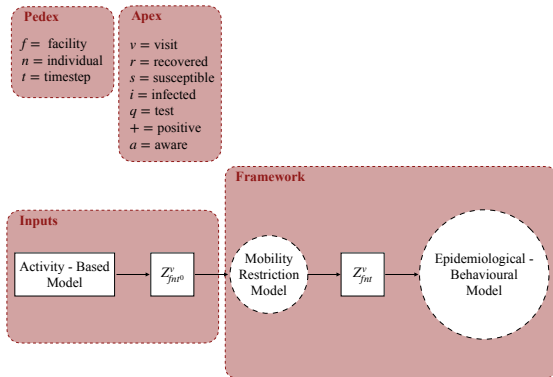 Pedex
f = facility
n = individual
t = timestep
Apex
v = visit
r = recovered
s = susceptible
i = infected
q = test
+ = positive
a = aware
Framework
Inputs
Activity - Based
Model
Z^v_{fnt^0}
Mobility
Restriction
Model
Z^v_{fnt}
Epidemiological -
Behavioural Model